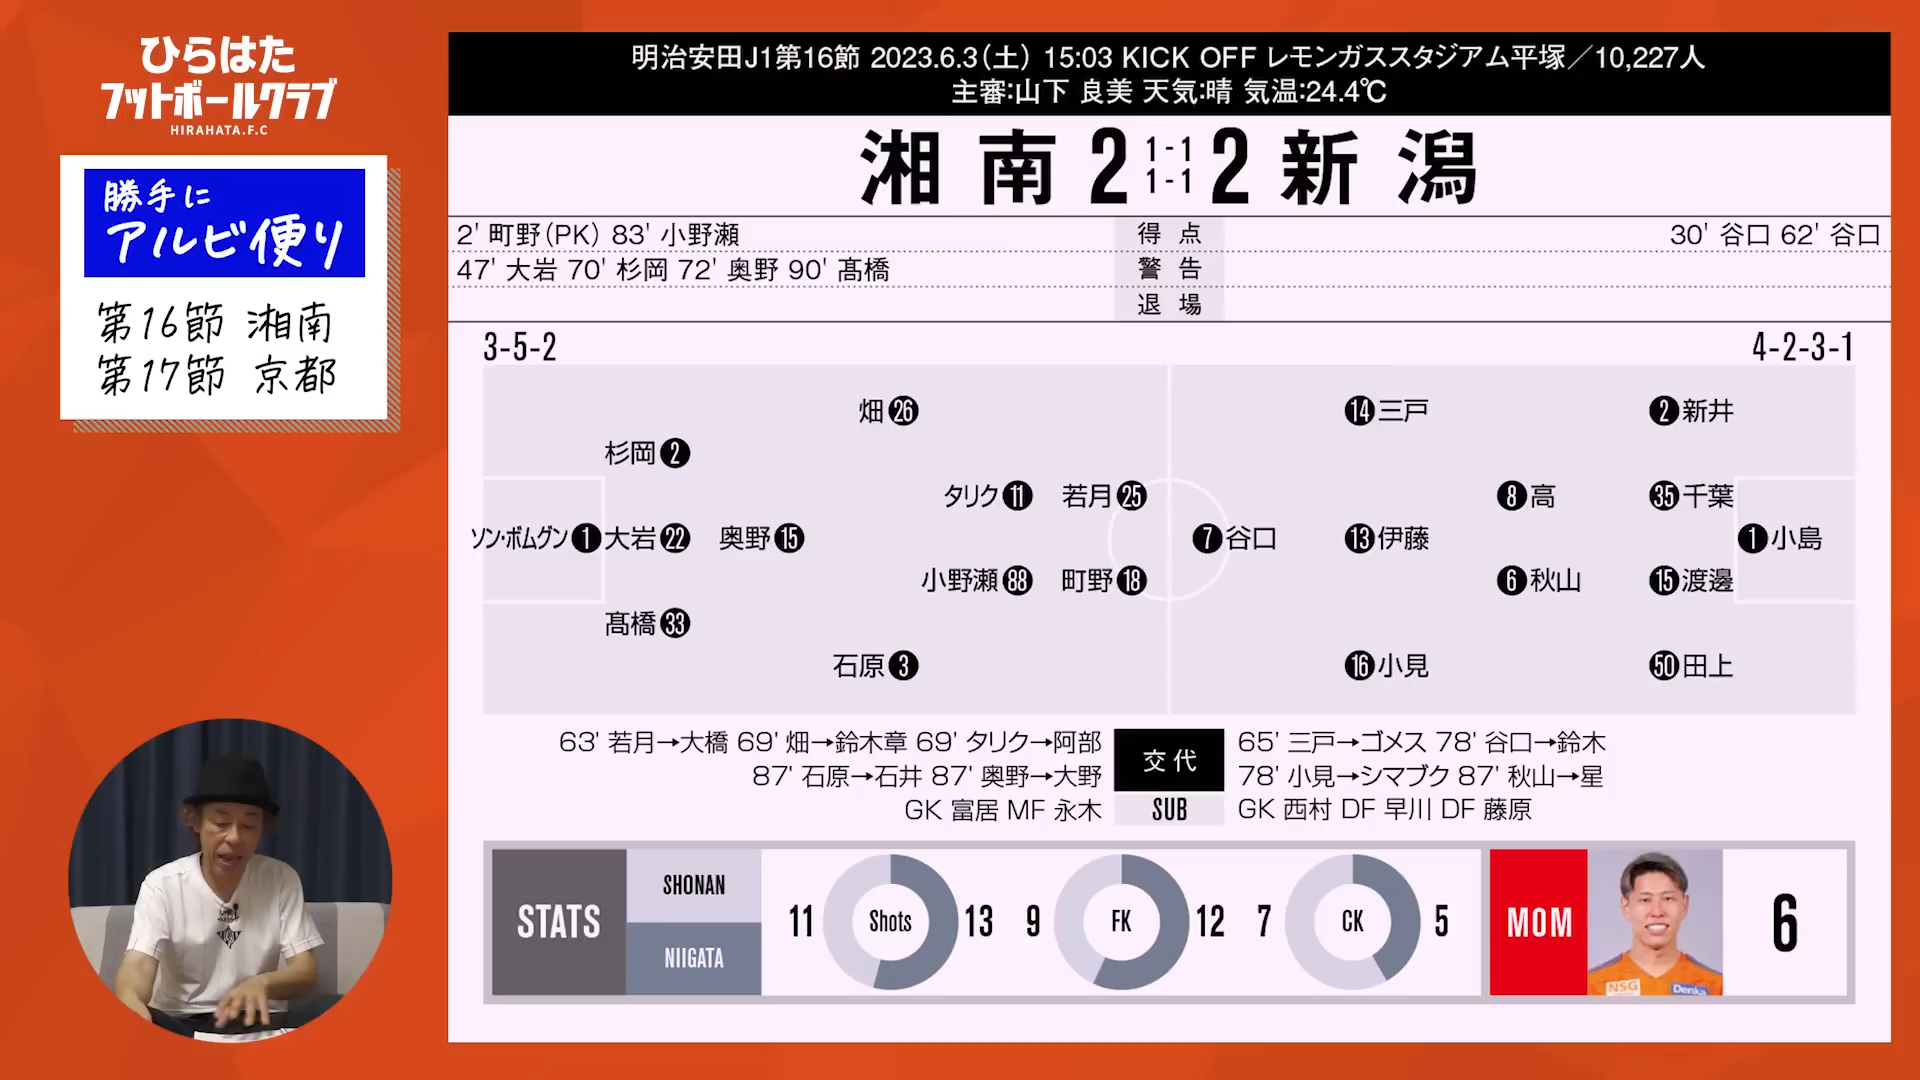 ひらはた
フットボールクラブ
HIRAHATA.F.C
勝手に
アルビ便り
第16節 湘南
第17節 京都
明治安田J1第16節 2023.6.3(土) 15:03 KICK OFF レモンガススタジアム平塚／10,227人
主審:山下 良美 天気:晴 気温:24.4℃
湘南 2 1-1 1-1 2 新潟
2' 町野(PK) 83' 小野瀬 得点 30' 谷口 62' 谷口
47' 大岩 70' 杉岡 72' 奥野 90' 髙橋 警告
退場
3-5-2 4-2-3-1
畑 26 14 三戸 2 新井
杉岡 2
タリク 11 若月 25 8 高 35 千葉
ソン・ボムグン 1 大岩 22 奥野 15 7 谷口 13 伊藤 1 小島
小野瀬 88 町野 18 6 秋山 15 渡邊
髙橋 33
石原 3 16 小見 50 田上
63' 若月→大橋 69' 畑→鈴木章 69' タリク→阿部 交代 65' 三戸→ゴメス 78' 谷口→鈴木
87' 石原→石井 87' 奥野→大野 78' 小見→シマブク 87' 秋山→星
GK 富居 MF 永木 SUB GK 西村 DF 早川 DF 藤原
STATS SHONAN NIIGATA 11 Shots 13 9 FK 12 7 CK 5 MOM 6
NSG Denka